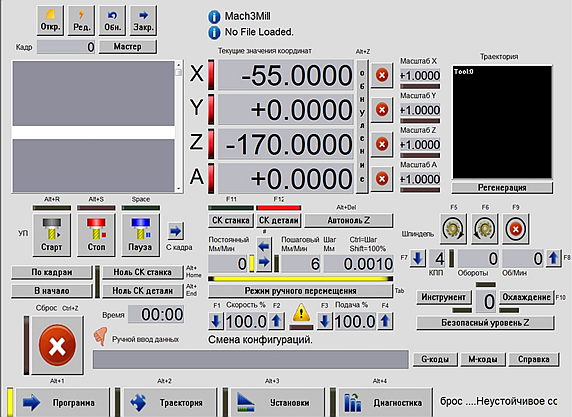 Mach3Mill
No File Loaded.
Откр.
Ред.
Обн.
Закр.
Кадр
0
Мастер
Текущие значения координат
Alt+Z
X
-55.0000
Y
+0.0000
Z
-170.0000
A
+0.0000
обнуление
Масштаб X
+1.0000
Масштаб Y
+1.0000
Масштаб Z
+1.0000
Масштаб A
+1.0000
Траектория
Tool:0
Регенерация
Alt+R
Alt+S
Space
УП
Старт
Стоп
Пауза
С кадра
F11
F12
Alt+Del
СК станка
СК детали
Автоноль Z
#
Постоянный
Мм/Мин
0
Пошаговый
Мм/Мин
6
Шаг
Мм
Ctrl=Шаг
Shift=100%
0.0010
Режим ручного перемещения
Tab
F5
F6
F9
Шпиндель
F7
4
0
0
F8
КПП
Обороты
Об/Мин
По кадрам
Ноль СК станка
Alt+
Home
В начало
Ноль СК детали
Alt+
End
Сброс
Ctrl+Z
Время
00:00
F1
Скорость %
F2
100.0
F3
Подача %
F4
100.0
Инструмент
0
Охлаждение
F10
Безопасный уровень Z
Ручной ввод данных
Смена конфигураций.
G-коды
М-коды
Справка
Alt+1
Alt+2
Alt+3
Alt+4
Программа
Траектория
Установки
Диагностика
брос ....Неустойчивое сс